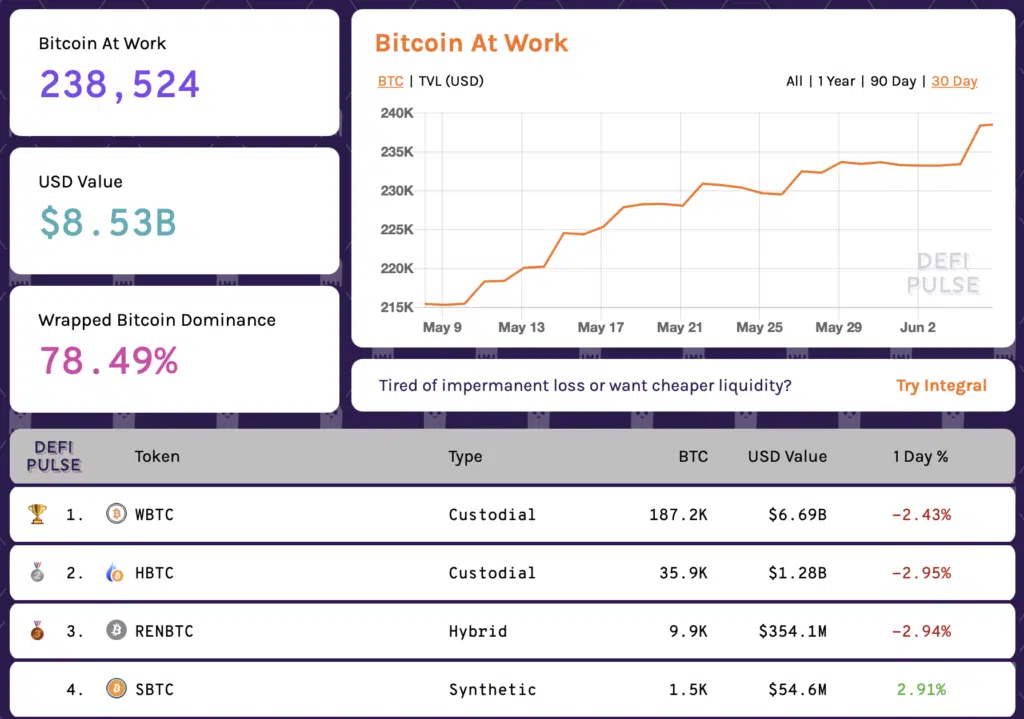 Bitcoin At Work
238,524
USD Value
$8.53B
Wrapped Bitcoin Dominance
78.49%
Bitcoin At Work
BTC | TVL (USD)
All | 1 Year | 90 Day | 30 Day
240K
235K
230K
225K
220K
215K
May 9 May 13 May 17 May 21 May 25 May 29 Jun 2
DEFI
PULSE
Tired of impermanent loss or want cheaper liquidity? Try Integral
DEFI
PULSE
Token Type BTC USD Value 1 Day %
1. WBTC Custodial 187.2K $6.69B -2.43%
2. HBTC Custodial 35.9K $1.28B -2.95%
3. RENBTC Hybrid 9.9K $354.1M -2.94%
4. SBTC Synthetic 1.5K $54.6M 2.91%